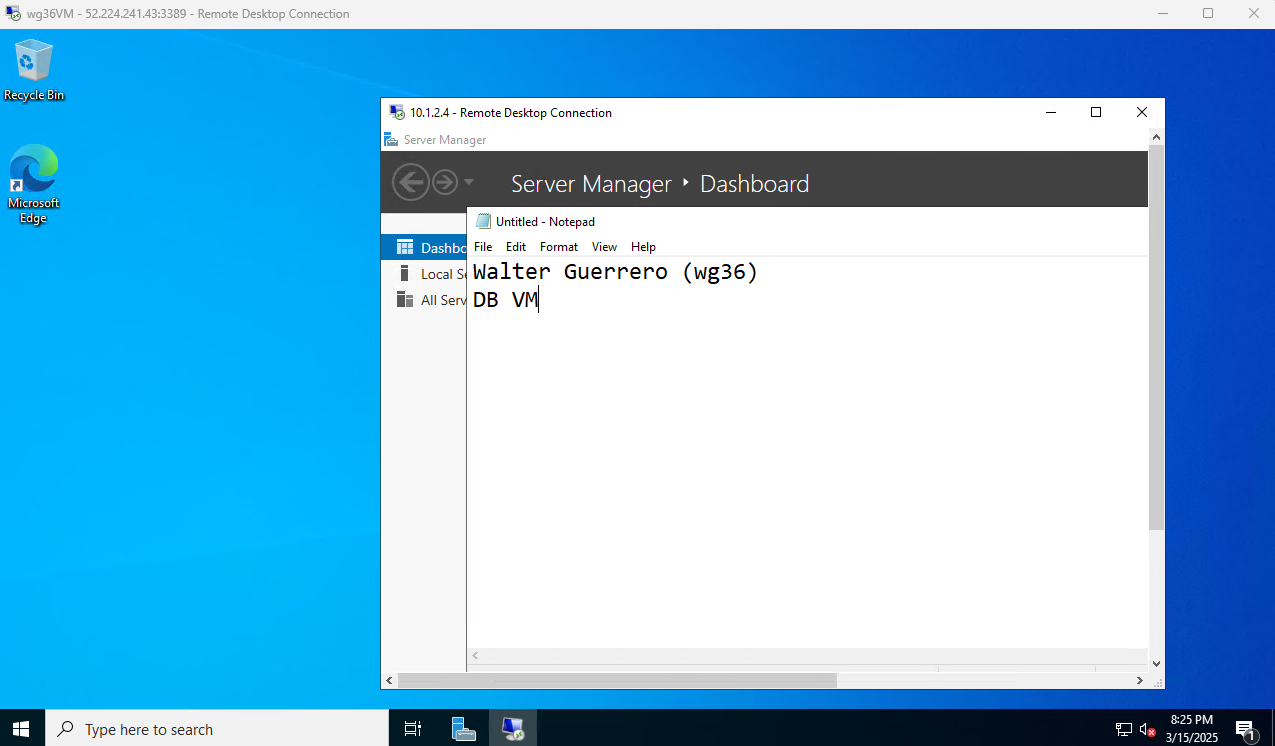 wg36VM - 52.224.241.43:3389 - Remote Desktop Connection
Recycle Bin
Microsoft
Edge
10.1.2.4 - Remote Desktop Connection
Server Manager
Server Manager Dashboard
Untitled - Notepad
File Edit Format View Help
Dashbo
Local Se
All Serv
Walter Guerrero (wg36)
DB VM
Type here to search
8:25 PM
3/15/2025
1